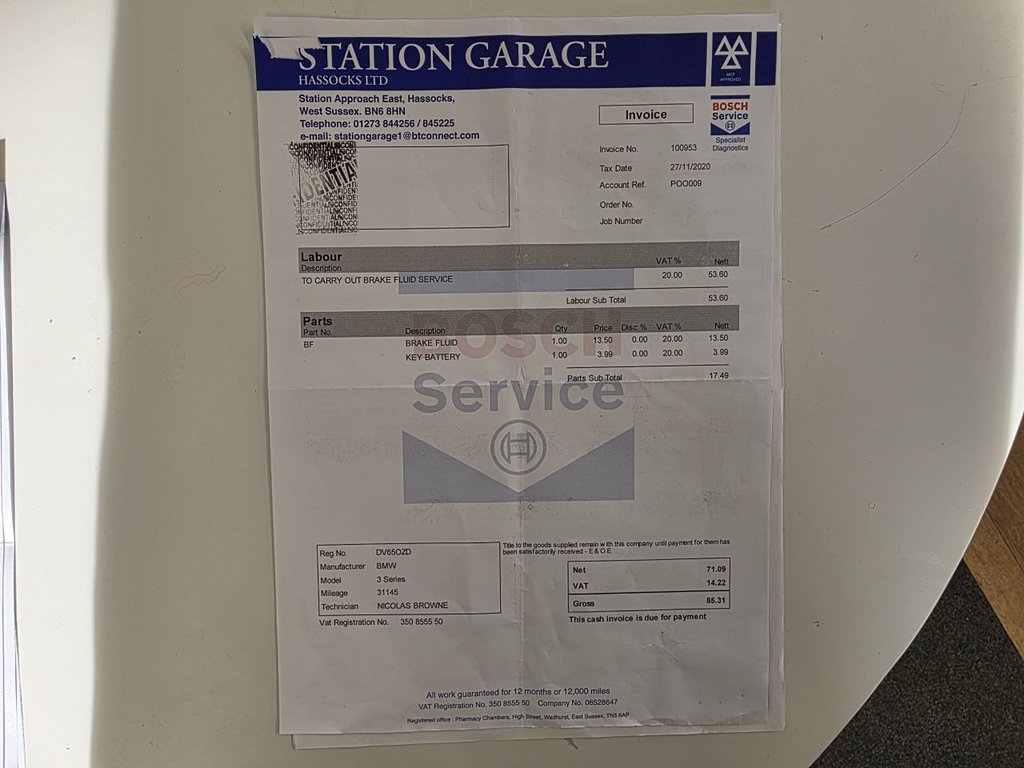 STATION GARAGE
HASSOCKS LTD
MOT
APPROVED
Station Approach East, Hassocks,
West Sussex. BN6 8HN
Telephone: 01273 844256 / 845225
e-mail: stationgarage1@btconnect.com
BOSCH
Service
Specialist
Diagnostics
Invoice
Invoice No. 100953
Tax Date 27/11/2020
Account Ref. POO009
Order No.
Job Number
CONFIDENTIAL
Labour
Description VAT % Nett
TO CARRY OUT BRAKE FLUID SERVICE 20.00 53.60
Labour Sub Total 53.60
Parts
Part No. Description Qty Price Disc % VAT % Nett
BF BRAKE FLUID 1.00 13.50 0.00 20.00 13.50
KEY BATTERY 1.00 3.99 0.00 20.00 3.99
Parts Sub Total 17.49
BOSCH
Service
Reg No. DV65OZD
Manufacturer BMW
Model 3 Series
Mileage 31145
Technician NICOLAS BROWNE
Vat Registration No. 350 8555 50
Title to the goods supplied remain with this company until payment for them has
been satisfactorily received - E & O E
Net 71.09
VAT 14.22
Gross 85.31
This cash invoice is due for payment
All work guaranteed for 12 months or 12,000 miles
VAT Registration No. 350 8555 50 Company No. 06528647
Registered office : Pharmacy Chambers, High Street, Wadhurst, East Sussex, TN5 6AP